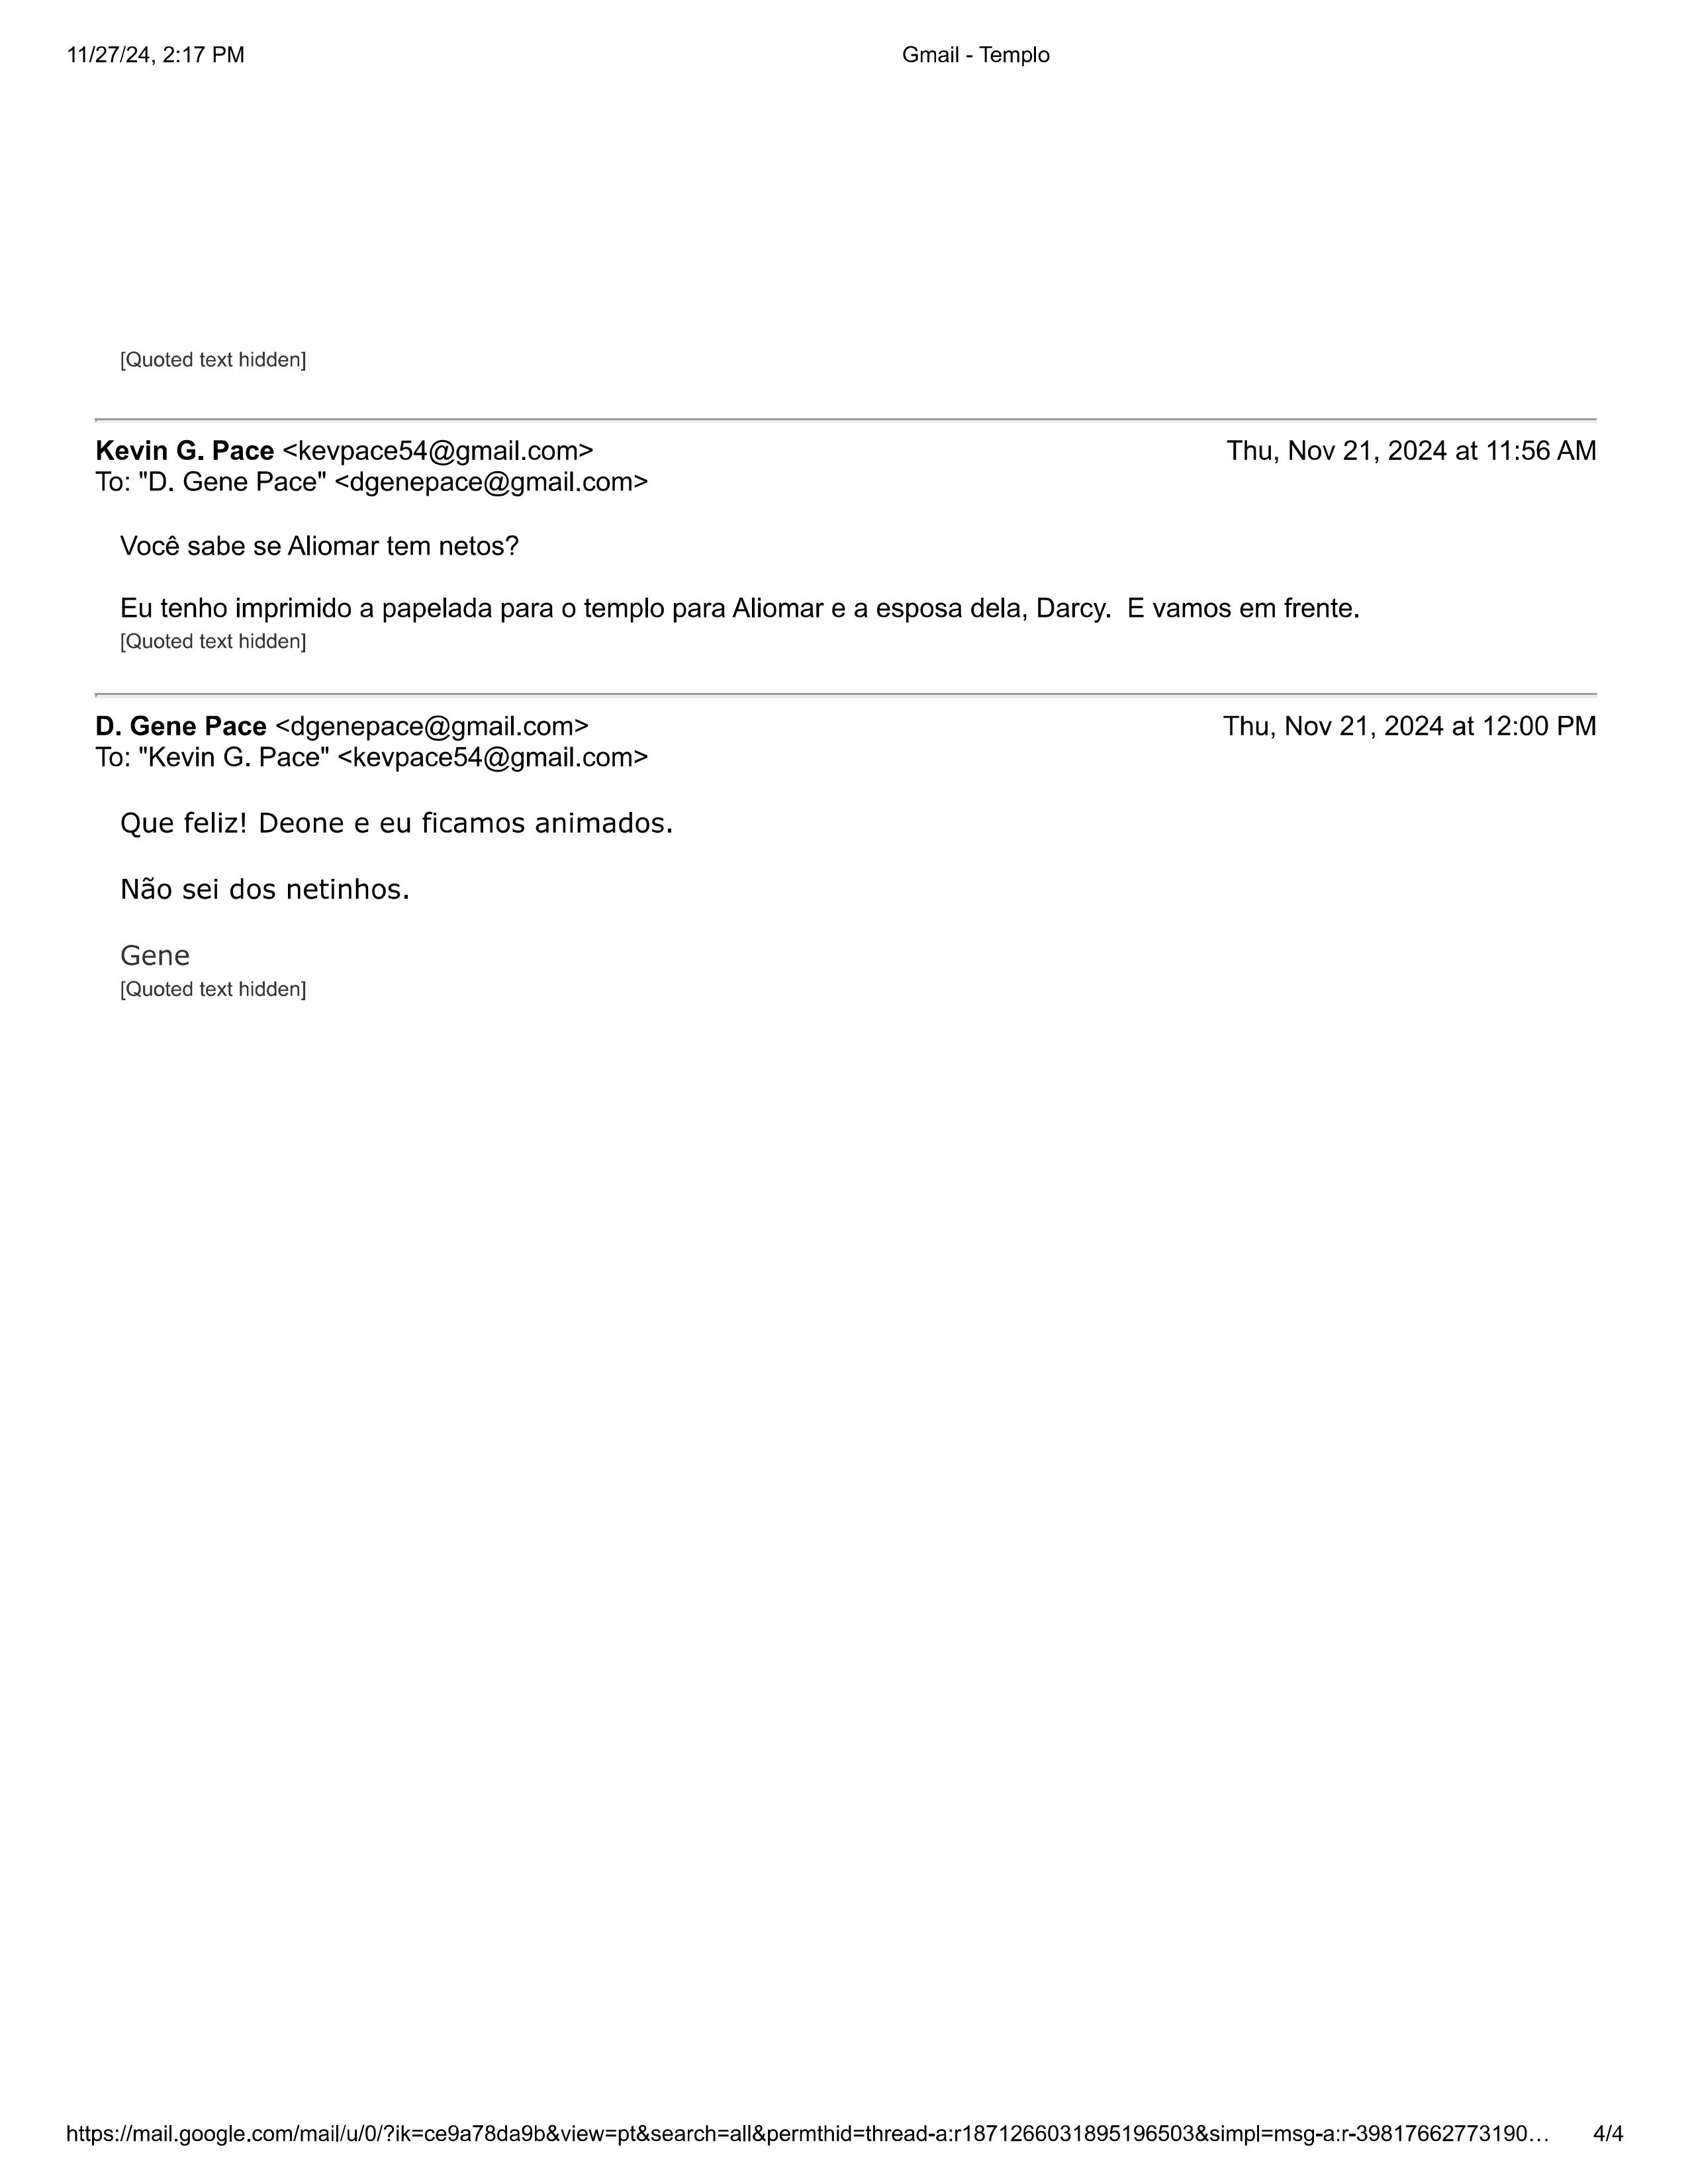 11/27/24, 2:17 PM Gmail - Templo
[Quoted text hidden]
Kevin G. Pace <kevpace54@gmail.com> Thu, Nov 21, 2024 at 11:56 AM
To: "D. Gene Pace" <dgenepace@gmail.com>
Você sabe se Aliomar tem netos?
Eu tenho imprimido a papelada para o templo para Aliomar e a esposa dela, Darcy.  E vamos em frente.
[Quoted text hidden]
D. Gene Pace <dgenepace@gmail.com> Thu, Nov 21, 2024 at 12:00 PM
To: "Kevin G. Pace" <kevpace54@gmail.com>
Que feliz! Deone e eu ficamos animados.
Não sei dos netinhos.
Gene
[Quoted text hidden]
https://mail.google.com/mail/u/0/?ik=ce9a78da9b&view=pt&search=all&permthid=thread-a:r1871266031895196503&simpl=msg-a:r-39817662773190… 4/4